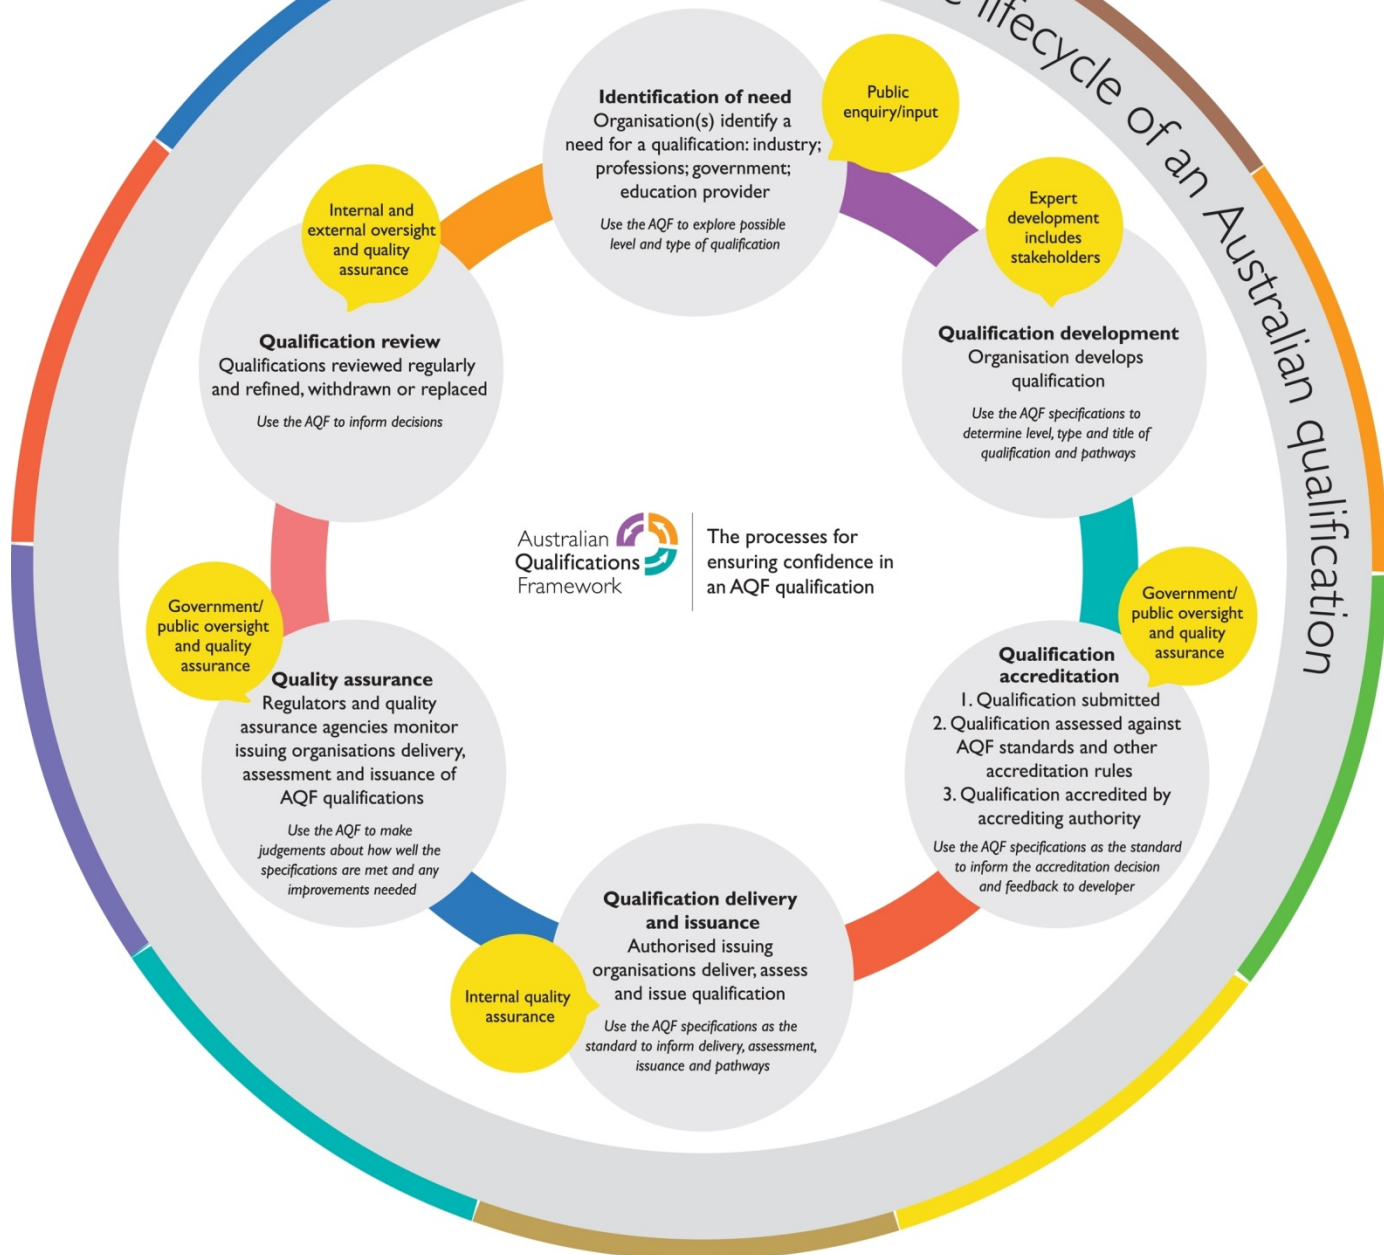 lifecycle of an Australian qualification
Identification of need
Organisation(s) identify a
need for a qualification: industry;
professions; government;
education provider
Use the AQF to explore possible
level and type of qualification
Public
enquiry/input
Expert
development
includes
stakeholders
Qualification development
Organisation develops
qualification
Use the AQF specifications to
determine level, type and title of
qualification and pathways
Government/
public oversight
and quality
assurance
Qualification
accreditation
1. Qualification submitted
2. Qualification assessed against
AQF standards and other
accreditation rules
3. Qualification accredited by
accrediting authority
Use the AQF specifications as the standard
to inform the accreditation decision
and feedback to developer
Qualification delivery
and issuance
Authorised issuing
organisations deliver, assess
and issue qualification
Use the AQF specifications as the
standard to inform delivery, assessment,
issuance and pathways
Internal quality
assurance
Government/
public oversight
and quality
assurance
Quality assurance
Regulators and quality
assurance agencies monitor
issuing organisations delivery,
assessment and issuance of
AQF qualifications
Use the AQF to make
judgements about how well the
specifications are met and any
improvements needed
Internal and
external oversight
and quality
assurance
Qualification review
Qualifications reviewed regularly
and refined, withdrawn or replaced
Use the AQF to inform decisions
Australian
Qualifications
Framework
The processes for
ensuring confidence in
an AQF qualification